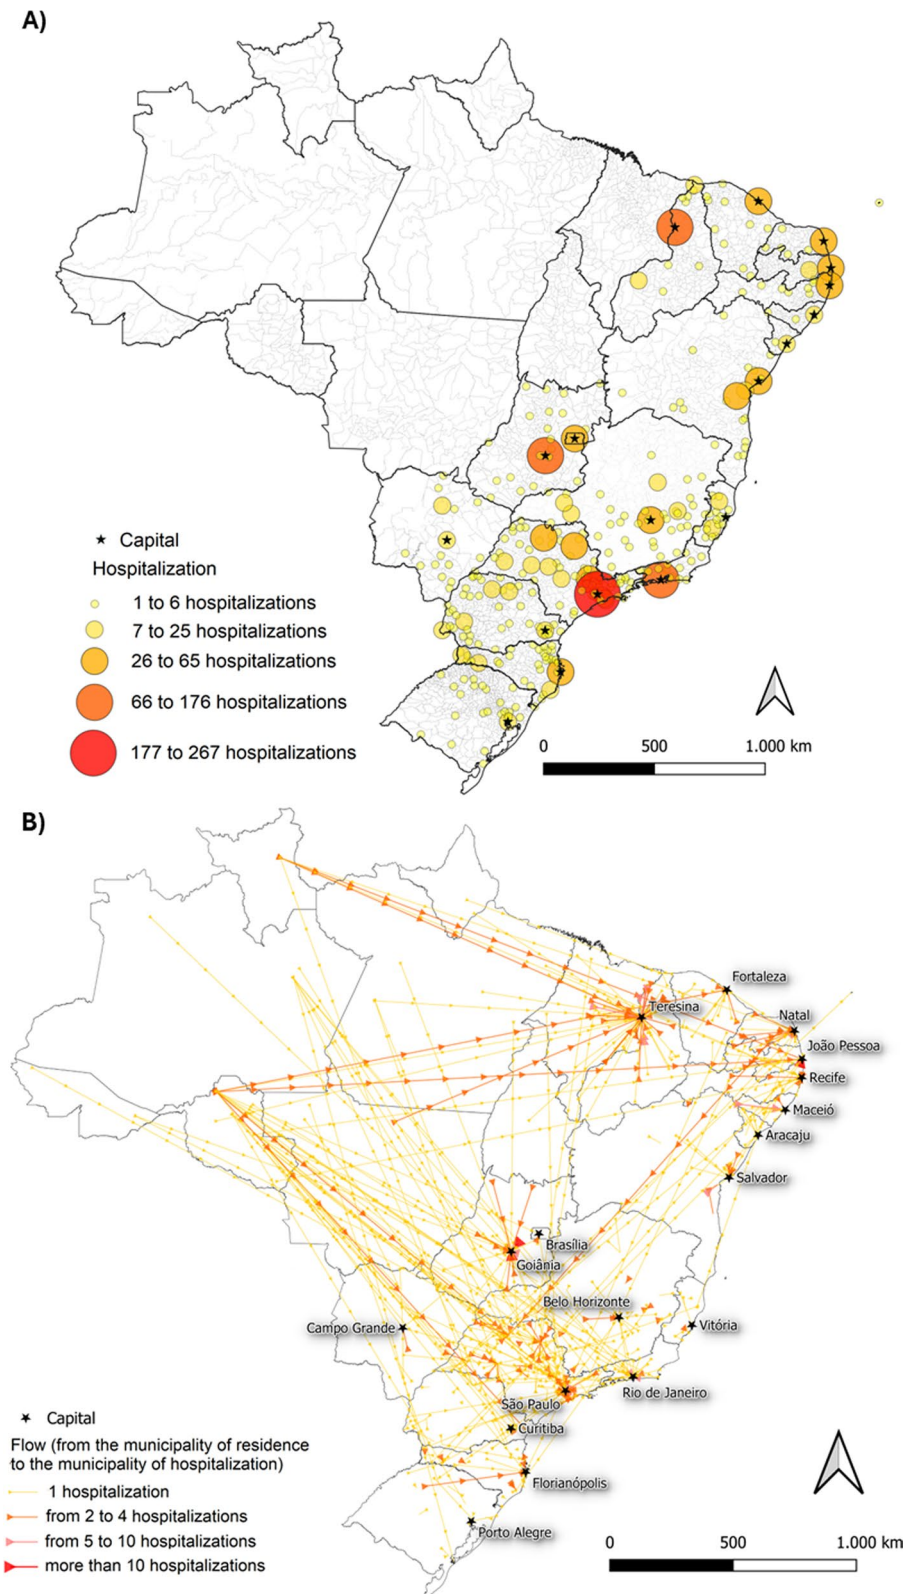 A)
Capital
Hospitalization
1 to 6 hospitalizations
7 to 25 hospitalizations
26 to 65 hospitalizations
66 to 176 hospitalizations
177 to 267 hospitalizations
0 500 1.000 km
B)
Fortaleza
Teresina
Natal
João Pessoa
Recife
Maceió
Aracaju
Salvador
Brasília
Goiânia
Belo Horizonte
Campo Grande
Vitória
Rio de Janeiro
São Paulo
Curitiba
Florianópolis
Porto Alegre
Capital
Flow (from the municipality of residence
to the municipality of hospitalization)
1 hospitalization
from 2 to 4 hospitalizations
from 5 to 10 hospitalizations
more than 10 hospitalizations
0 500 1.000 km